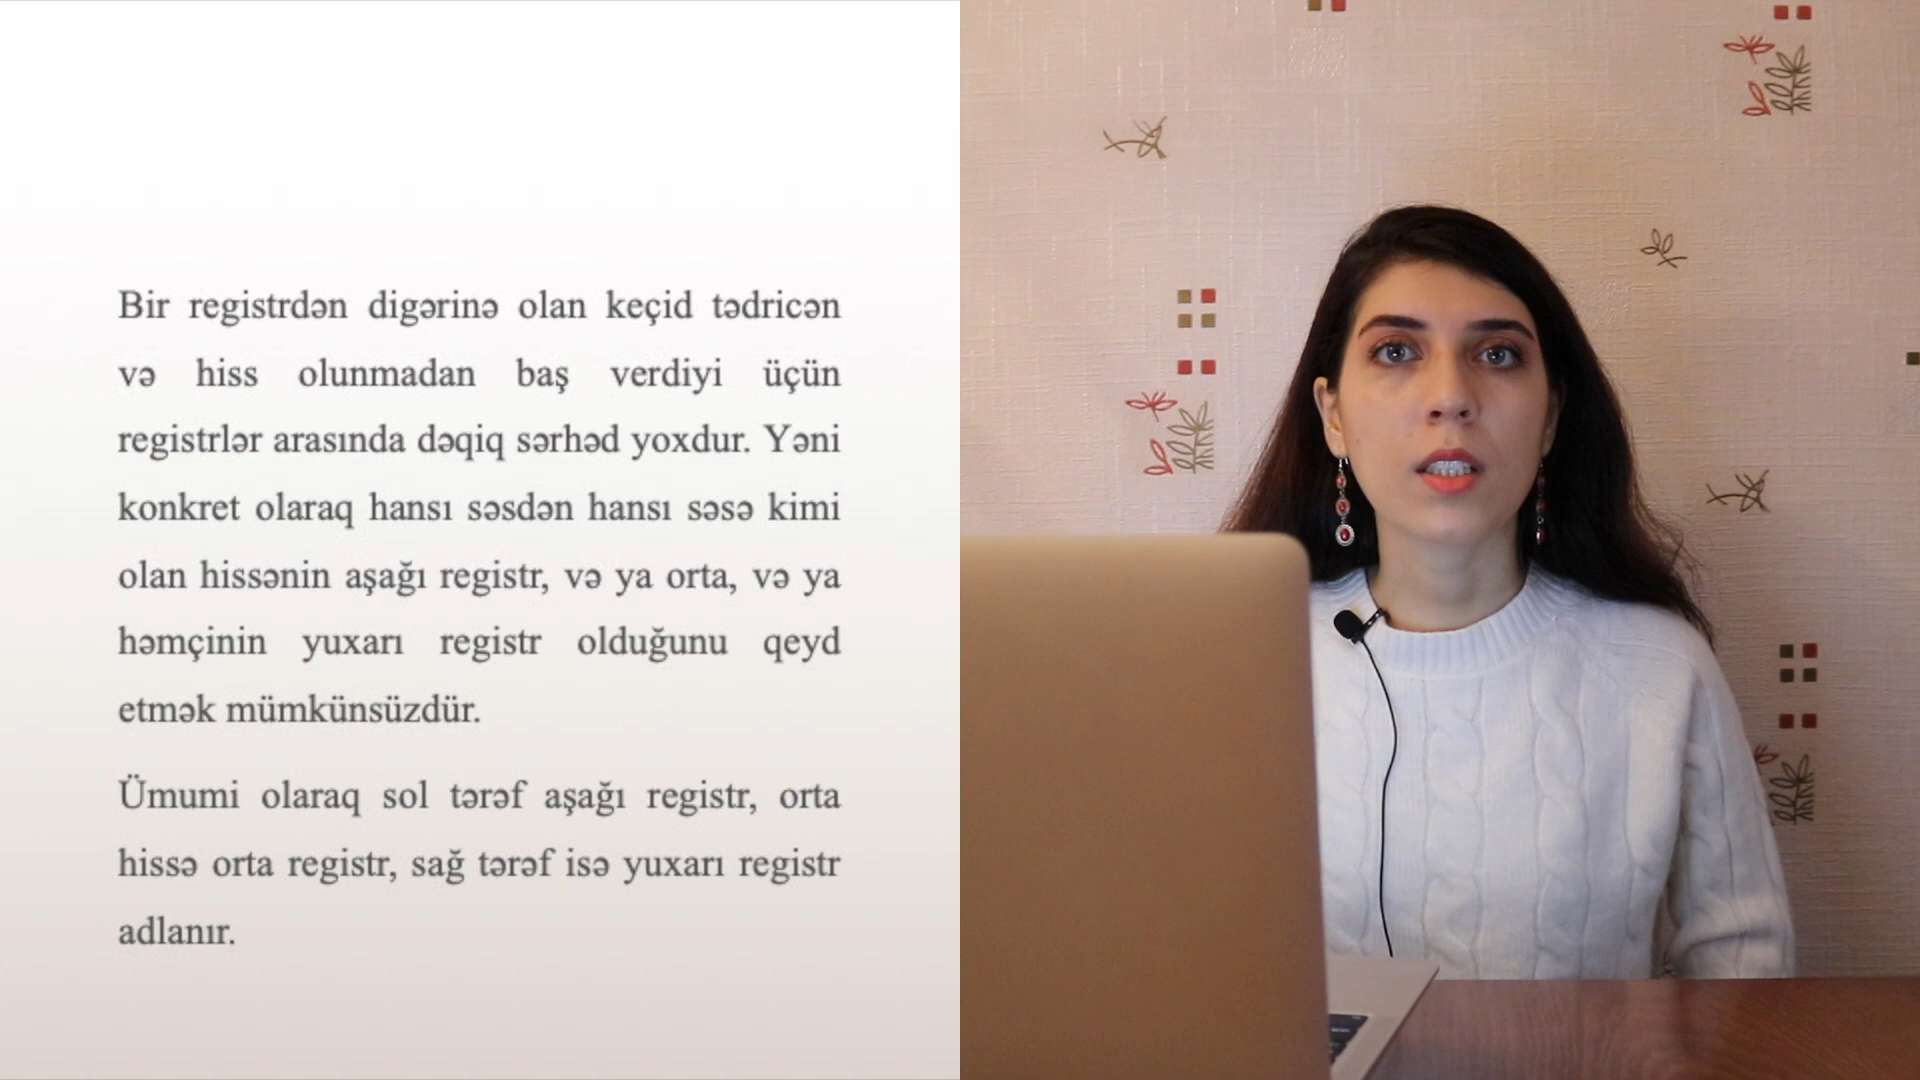 Bir registrdən digərinə olan keçid tədricən
və hiss olunmadan baş verdiyi üçün
registrlər arasında dəqiq sərhəd yoxdur. Yəni
konkret olaraq hansı səsdən hansı səsə kimi
olan hissənin aşağı registr, və ya orta, və ya
həmçinin yuxarı registr olduğunu qeyd
etmək mümkünsüzdür.
Ümumi olaraq sol tərəf aşağı registr, orta
hissə orta registr, sağ tərəf isə yuxarı registr
adlanır.